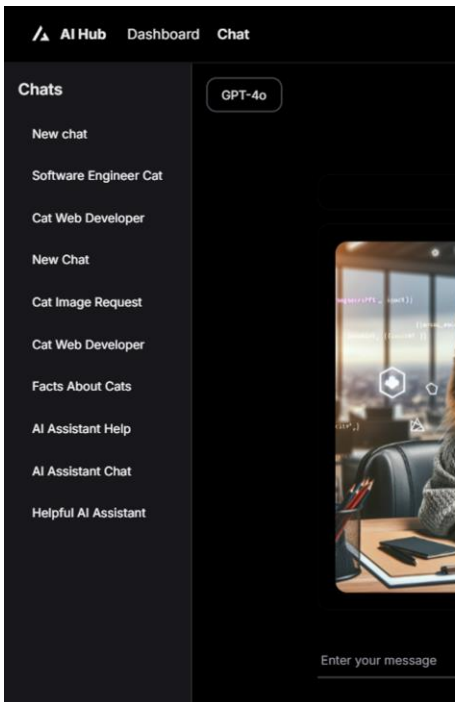 AI Hub Dashboard Chat
Chats
GPT-4o
New chat
Software Engineer Cat
Cat Web Developer
New Chat
Cat Image Request
Cat Web Developer
Facts About Cats
AI Assistant Help
AI Assistant Chat
Helpful AI Assistant
Enter your message